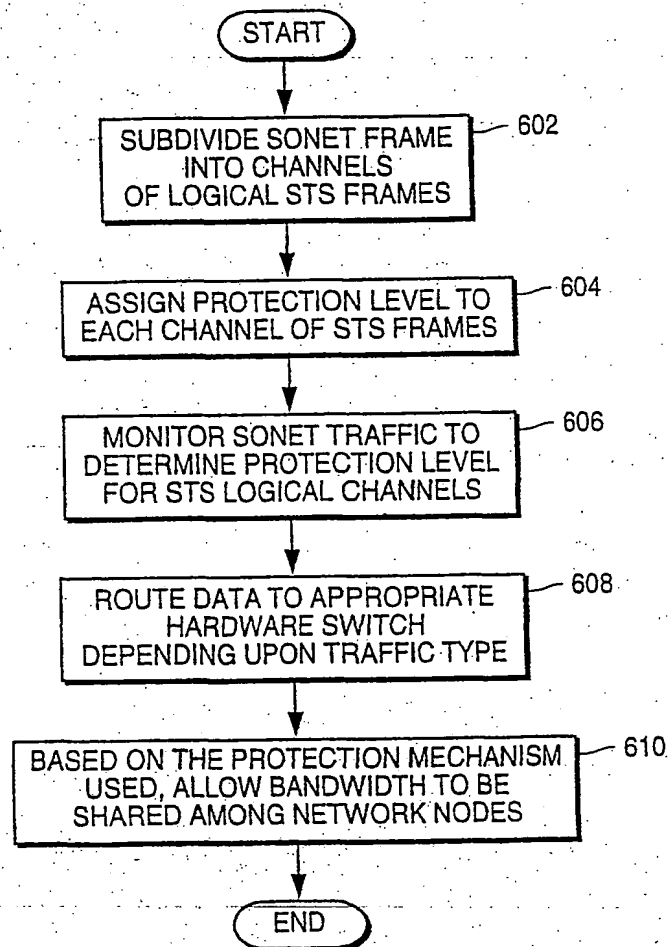 START
SUBDIVIDE SONET FRAME
INTO CHANNELS
OF LOGICAL STS FRAMES
602
ASSIGN PROTECTION LEVEL TO
EACH CHANNEL OF STS FRAMES
604
MONITOR SONET TRAFFIC TO
DETERMINE PROTECTION LEVEL
FOR STS LOGICAL CHANNELS
606
ROUTE DATA TO APPROPRIATE
HARDWARE SWITCH
DEPENDING UPON TRAFFIC TYPE
608
BASED ON THE PROTECTION MECHANISM
USED, ALLOW BANDWIDTH TO BE
SHARED AMONG NETWORK NODES
610
END